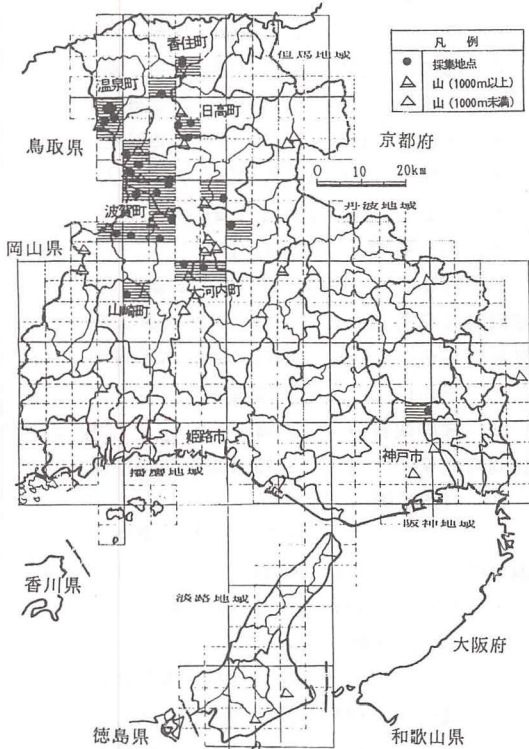 香住町
但馬地域
凡 例
採集地点
山 (1000m以上)
山 (1000m未満)
温泉町
日高町
鳥取県
京都府
0 10 20km
波賀町
丹波地域
岡山県
河内町
山崎町
姫路市
神戸市
播磨地域
阪神地域
香川県
淡路地域
大阪府
徳島県
和歌山県